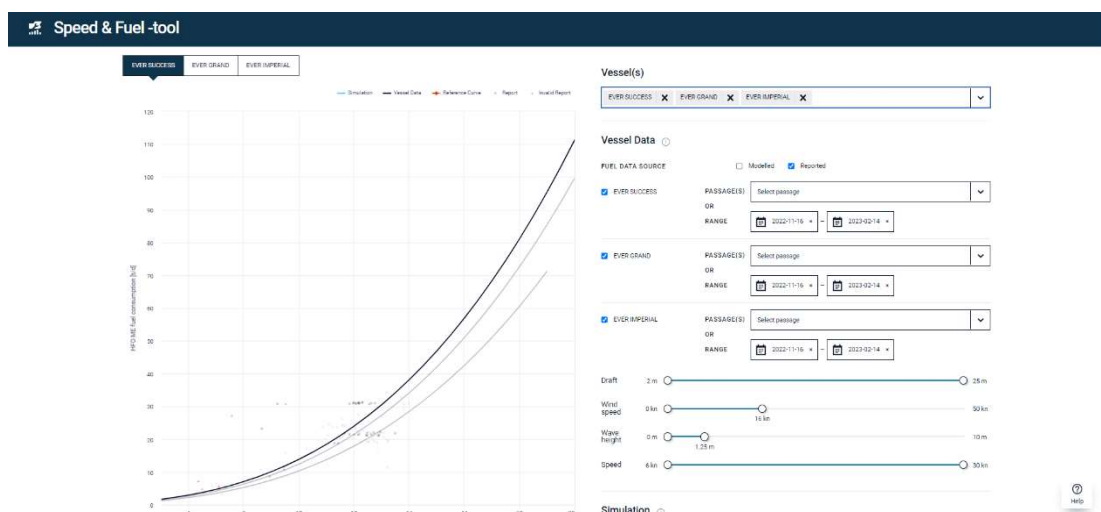 Speed & Fuel -tool
EVER SUCCESS EVER GRAND EVER IMPERIAL
Simulation Vessel Data Reference Curve Report Invalid Report
120
110
100
90
80
70
60
50
40
30
20
10
0
HFO ME fuel consumption [t/d]
Vessel(s)
EVER SUCCESS EVER GRAND EVER IMPERIAL
Vessel Data
FUEL DATA SOURCE Modelled Reported
EVER SUCCESS PASSAGE(S) Select passage
OR
RANGE 2022-11-16 – 2023-02-14
EVER GRAND PASSAGE(S) Select passage
OR
RANGE 2022-11-16 – 2023-02-14
EVER IMPERIAL PASSAGE(S) Select passage
OR
RANGE 2022-11-16 – 2023-02-14
Draft 2 m 25 m
Wind speed 0 kn 50 kn
16 kn
Wave height 0 m 10 m
1.25 m
Speed 6 kn 30 kn
Simulation
Help